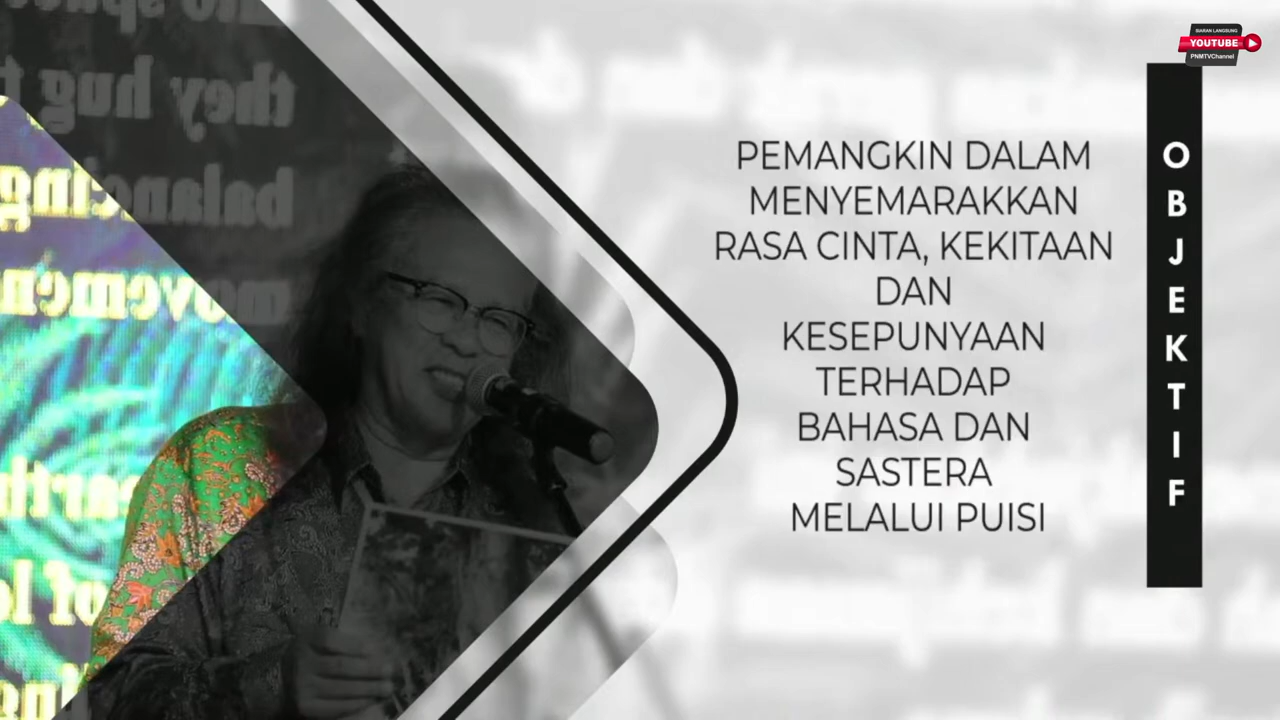 SIARAN LANGSUNG
YOUTUBE
PNMTVChannel
PEMANGKIN DALAM
MENYEMARAKKAN
RASA CINTA, KEKITAAN
DAN
KESEPUNYAAN
TERHADAP
BAHASA DAN
SASTERA
MELALUI PUISI
OBJEKTIF
they hug
balancing
movemen